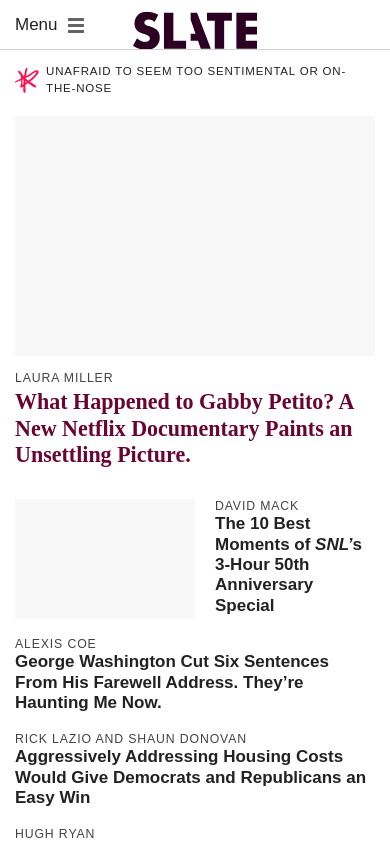 Menu
SLATE
UNAFRAID TO SEEM TOO SENTIMENTAL OR ON-
THE-NOSE
LAURA MILLER
What Happened to Gabby Petito? A
New Netflix Documentary Paints an
Unsettling Picture.
DAVID MACK
The 10 Best
Moments of SNL’s
3-Hour 50th
Anniversary
Special
ALEXIS COE
George Washington Cut Six Sentences
From His Farewell Address. They’re
Haunting Me Now.
RICK LAZIO AND SHAUN DONOVAN
Aggressively Addressing Housing Costs
Would Give Democrats and Republicans an
Easy Win
HUGH RYAN